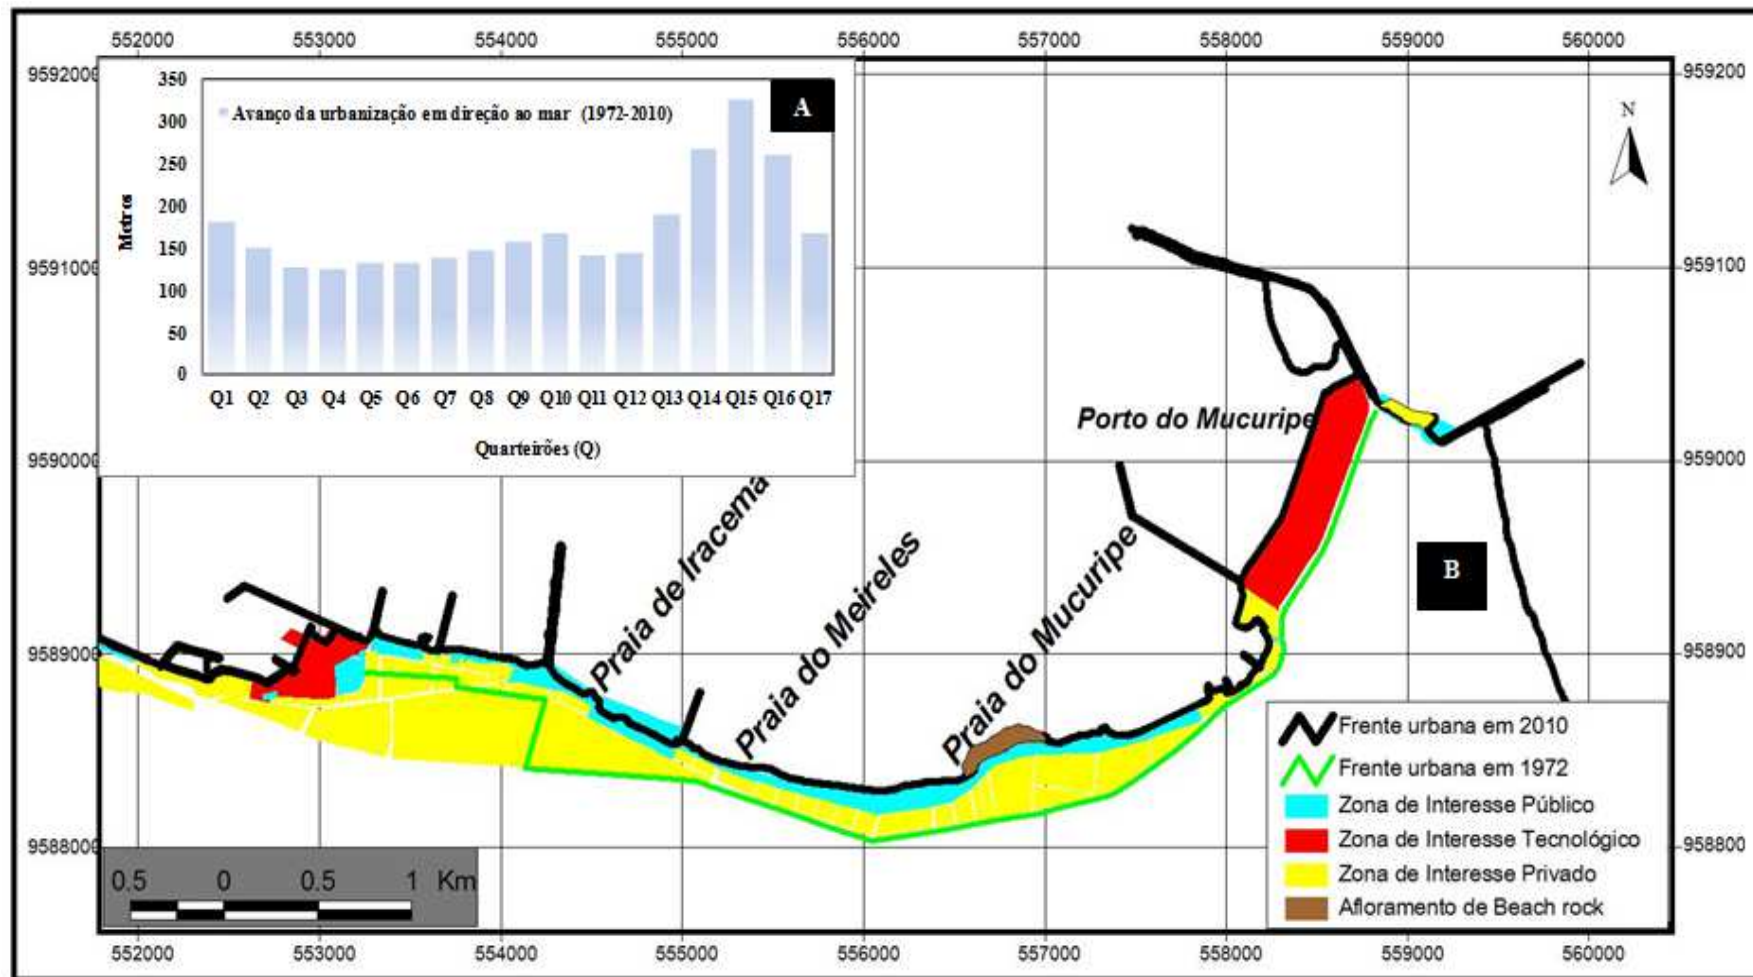 552000 553000 554000 555000 556000 557000 558000 559000 560000
9592000
959200
350
300
250
200
150
100
50
0
Metros
Avanço da urbanização em direção ao mar (1972-2010)
A
Q1 Q2 Q3 Q4 Q5 Q6 Q7 Q8 Q9 Q10 Q11 Q12 Q13 Q14 Q15 Q16 Q17
Quarteirões (Q)
N
9591000
959100
Porto do Mucuripe
9590000
959000
Praia de Iracema
Praia do Meireles
Praia do Mucuripe
B
9589000
958900
9588000
958800
Frente urbana em 2010
Frente urbana em 1972
Zona de Interesse Público
Zona de Interesse Tecnológico
Zona de Interesse Privado
Afloramento de Beach rock
0.5 0 0.5 1 Km
552000 553000 554000 555000 556000 557000 558000 559000 560000